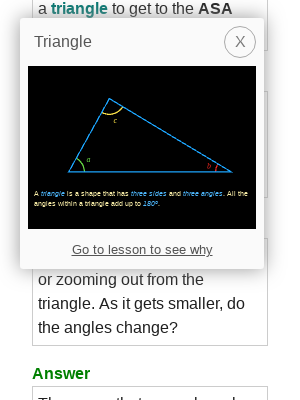 a triangle to get to the ASA
Triangle
X
c
a
b
A triangle is a shape that has three sides and three angles. All the
angles within a triangle add up to 180º.
Go to lesson to see why
or zooming out from the
triangle. As it gets smaller, do
the angles change?
Answer